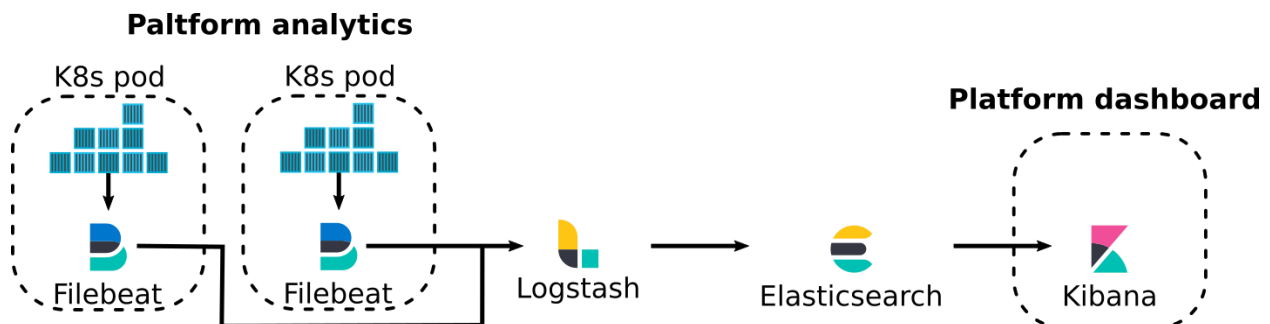 Paltform analytics
K8s pod
K8s pod
Platform dashboard
Filebeat
Filebeat
Logstash
Elasticsearch
Kibana